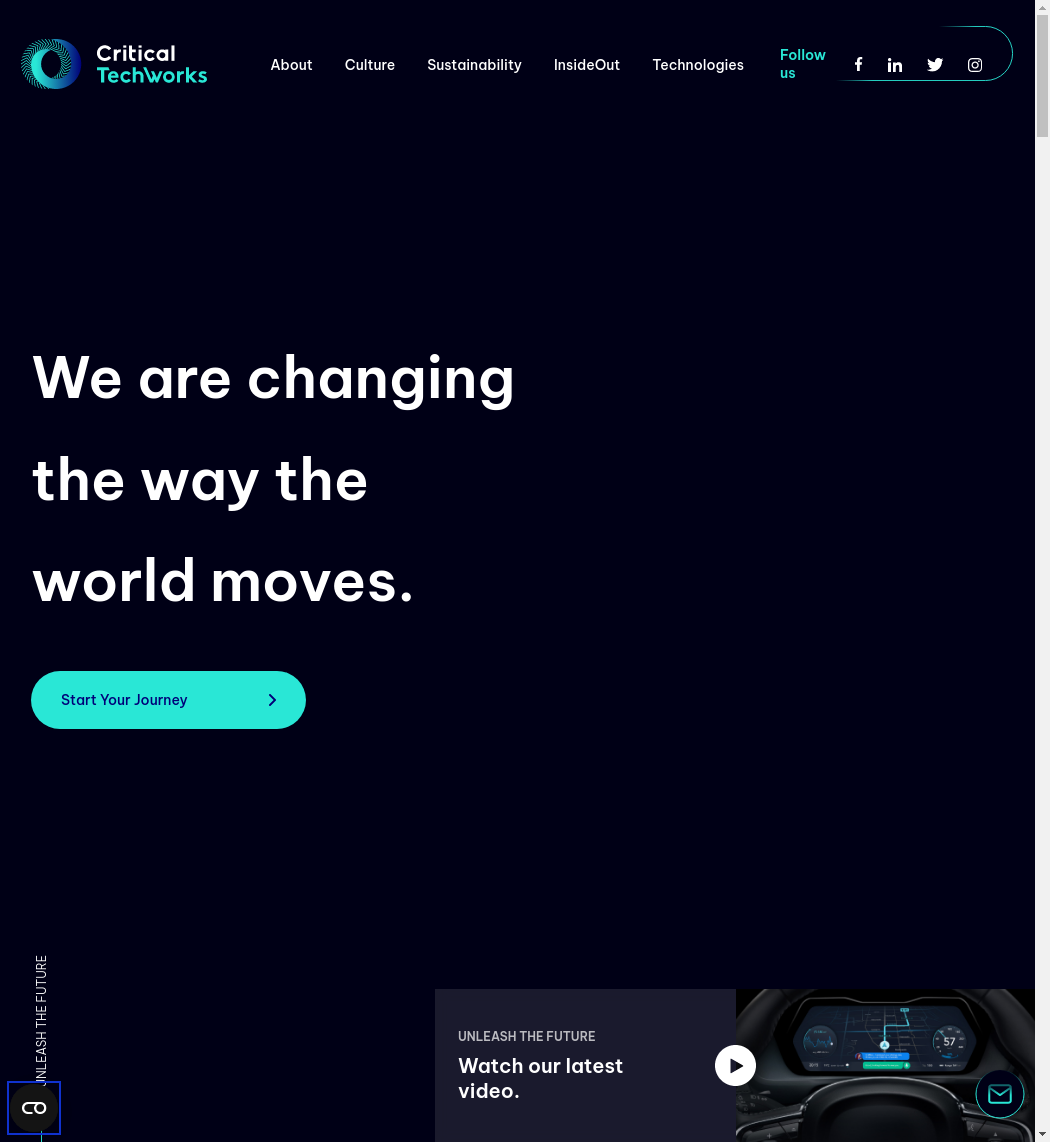 Critical
TechWorks
About
Culture
Sustainability
InsideOut
Technologies
Follow
us
We are changing
the way the
world moves.
Start Your Journey
UNLEASH THE FUTURE
UNLEASH THE FUTURE
Watch our latest
video.
57